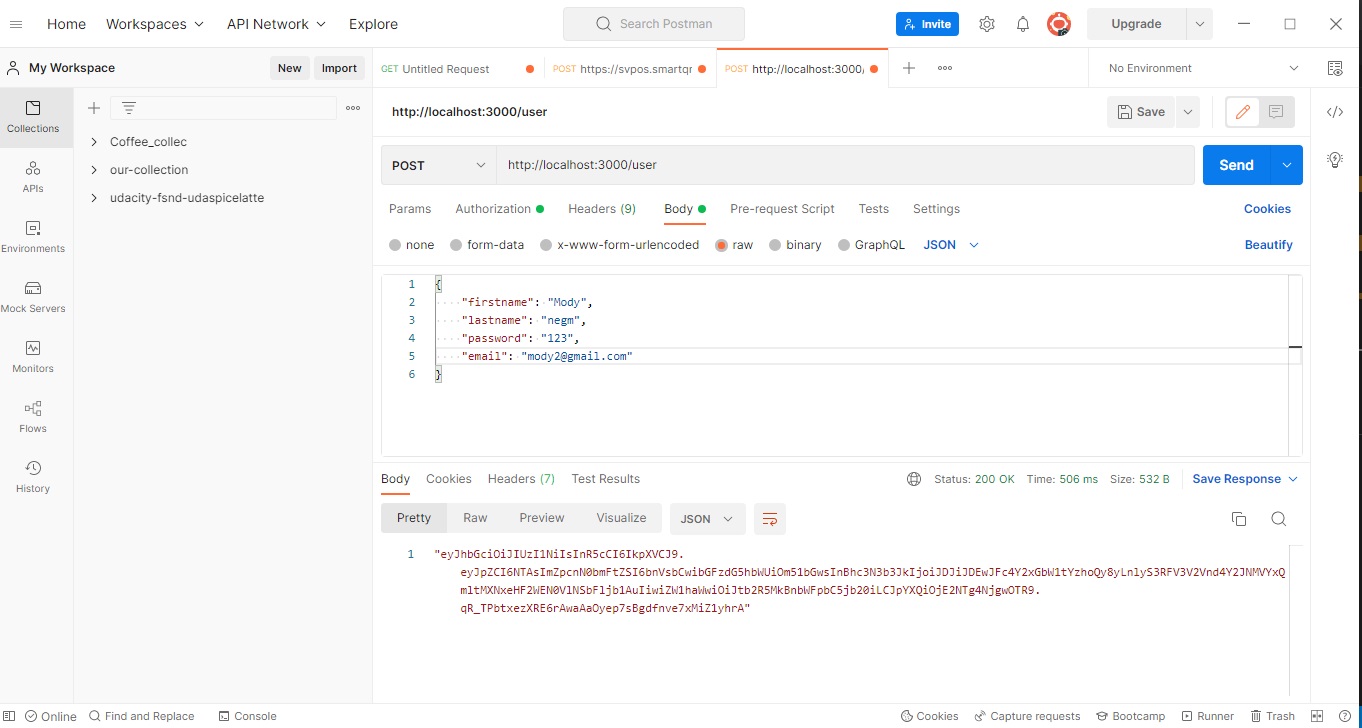 Home Workspaces API Network Explore Search Postman Invite Upgrade
My Workspace New Import GET Untitled Request POST https://svpos.smartqr POST http://localhost:3000/ No Environment
Collections
APIs
Environments
Mock Servers
Monitors
Flows
History
Coffee_collec
our-collection
udacity-fsnd-udaspicelatte
http://localhost:3000/user Save
POST http://localhost:3000/user Send
Params Authorization Headers (9) Body Pre-request Script Tests Settings Cookies
none form-data x-www-form-urlencoded raw binary GraphQL JSON Beautify
1 {
2 "firstname": "Mody",
3 "lastname": "negm",
4 "password": "123",
5 "email": "mody2@gmail.com"
6 }
Body Cookies Headers (7) Test Results Status: 200 OK Time: 506 ms Size: 532 B Save Response
Pretty Raw Preview Visualize JSON
1 "eyJhbGciOiJIUzI1NiIsInR5cCI6IkpXVCJ9.
eyJpZCI6NTAsImZpcnN0bmFtZSI6bnVsbCwibGFzdG5hbWUiOm51bGwsInBhc3N3b3JkIjoiJDJiJDEwJFc4Y2xGbW1tYzhoQy8yLnlyS3RFV3V2Vnd4Y2JNMVYxQ
mltMXNxeHF2WEN0VlNSbFljb1AuIiwiZW1haWwiOiJtb2R5MkBnbWFpbC5jb20iLCJpYXQiOjE2NTg4NjgwOTR9.
qR_TPbtxezXRE6rAwaAaOyep7sBgdfnve7xMiZ1yhrA"
Online Find and Replace Console Cookies Capture requests Bootcamp Runner Trash